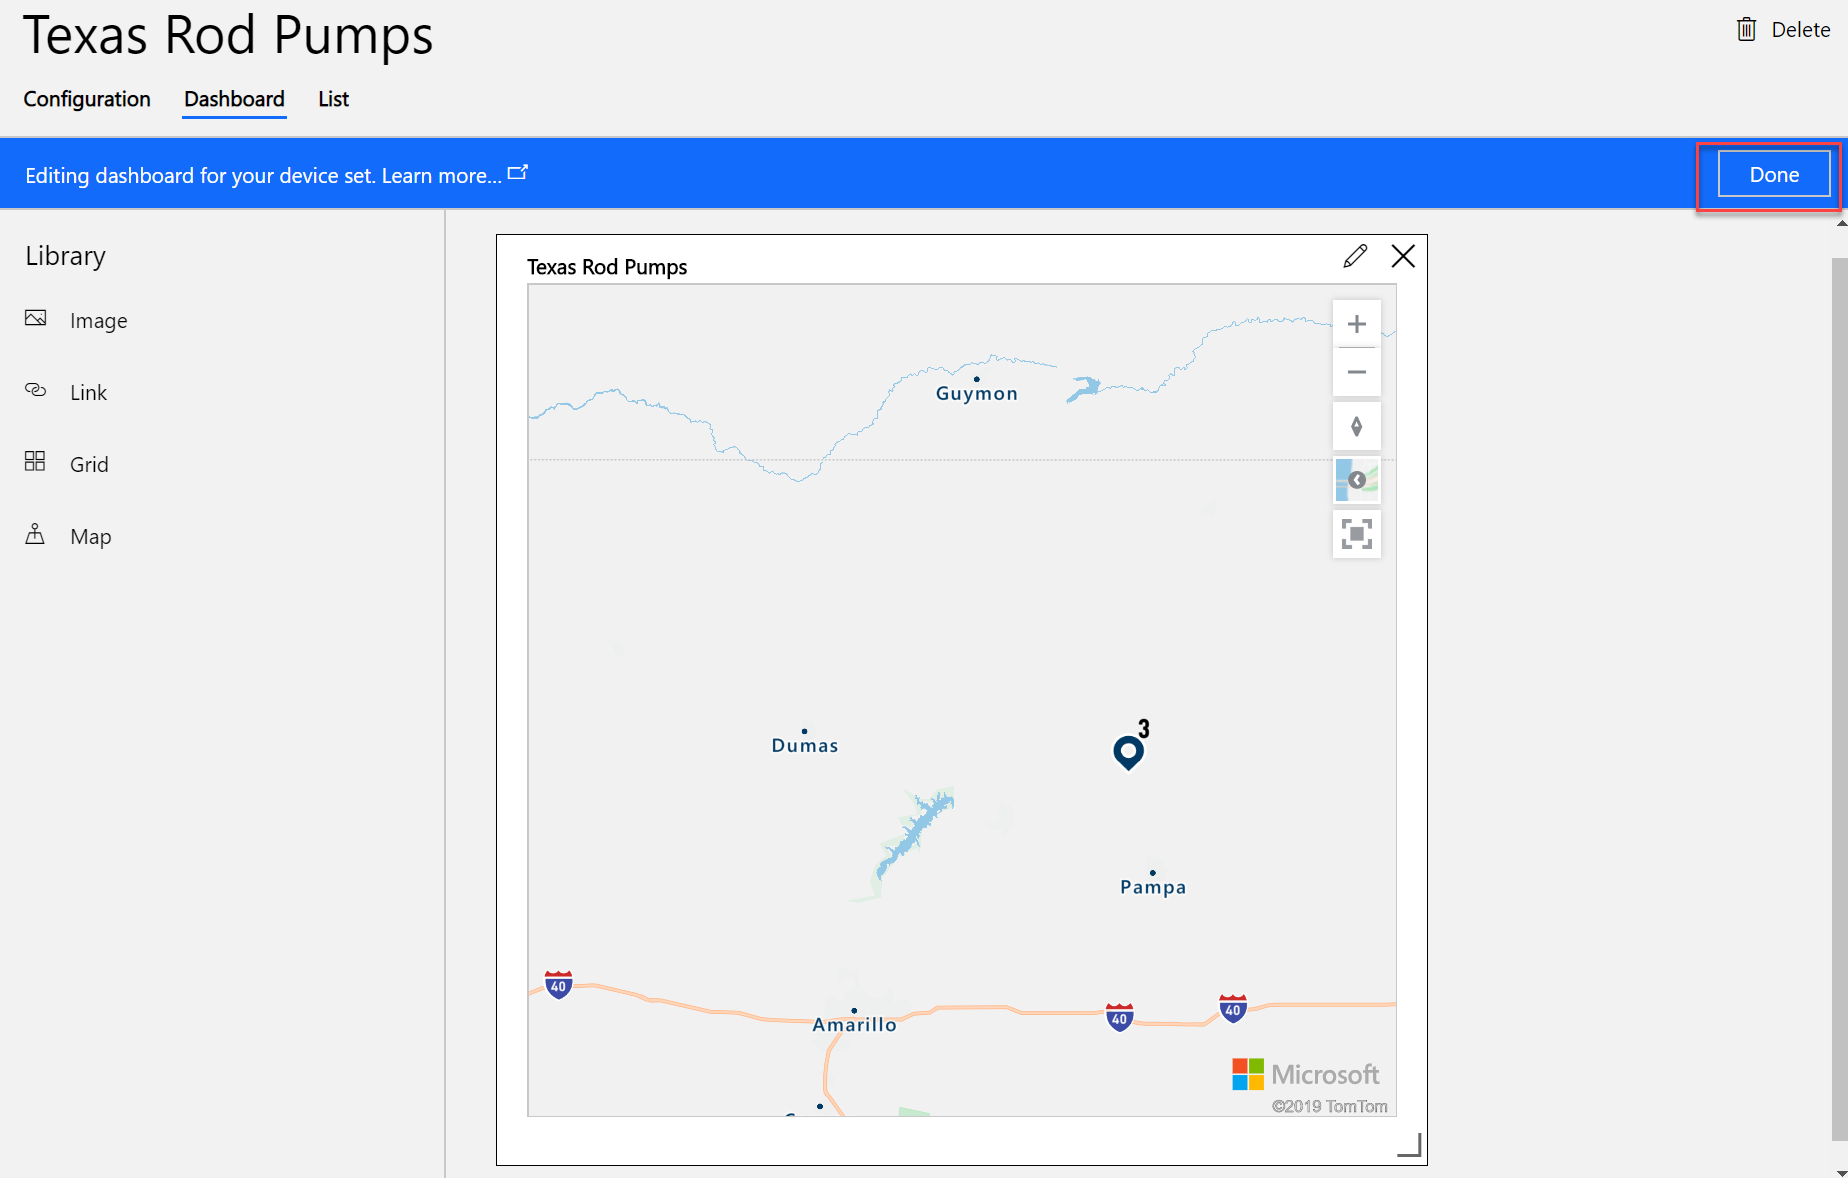 Texas Rod Pumps
Delete
Configuration
Dashboard
List
Editing dashboard for your device set. Learn more...
Done
Library
Image
Link
Grid
Map
Texas Rod Pumps
Guymon
3
Dumas
Pampa
40
40
40
Amarillo
Microsoft
©2019 TomTom